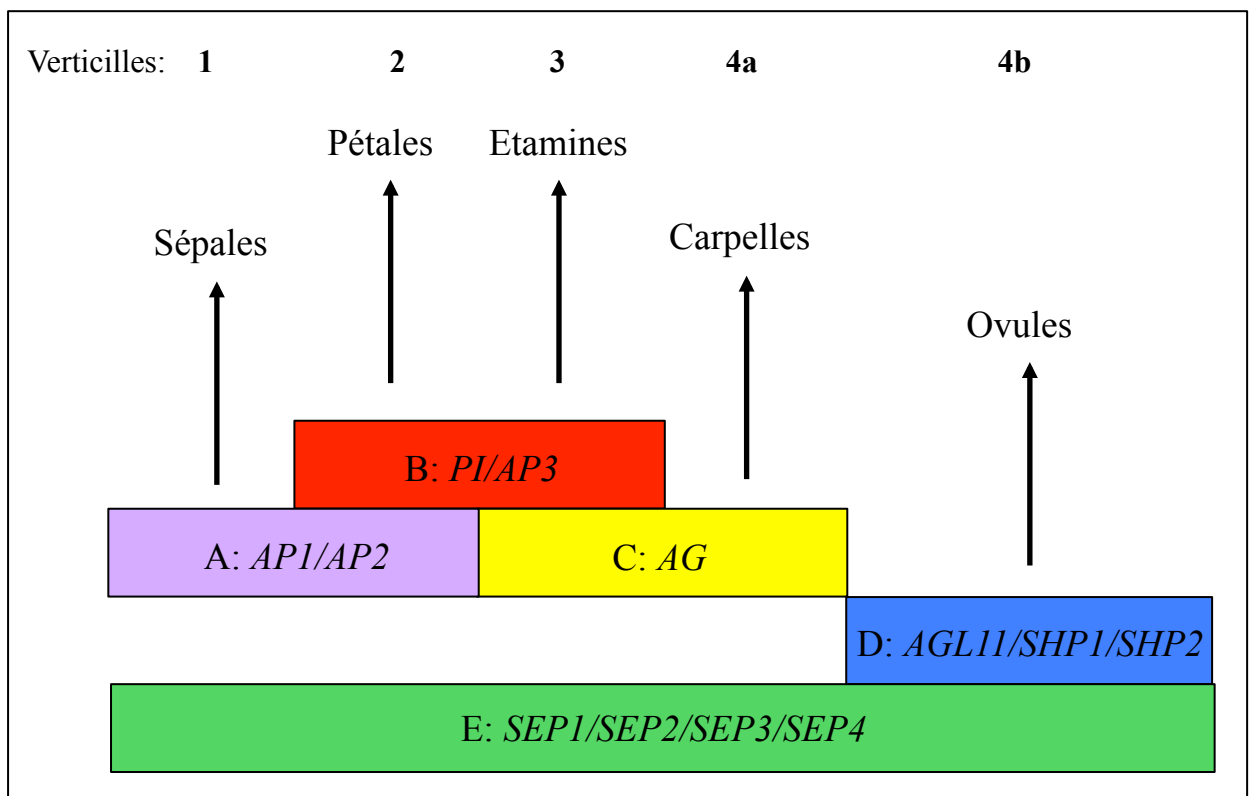 Verticilles: 1 2 3 4a 4b
Pétales Etamines
Sépales Carpelles
Ovules
B: PI/AP3
A: AP1/AP2 C: AG
D: AGL11/SHP1/SHP2
E: SEP1/SEP2/SEP3/SEP4